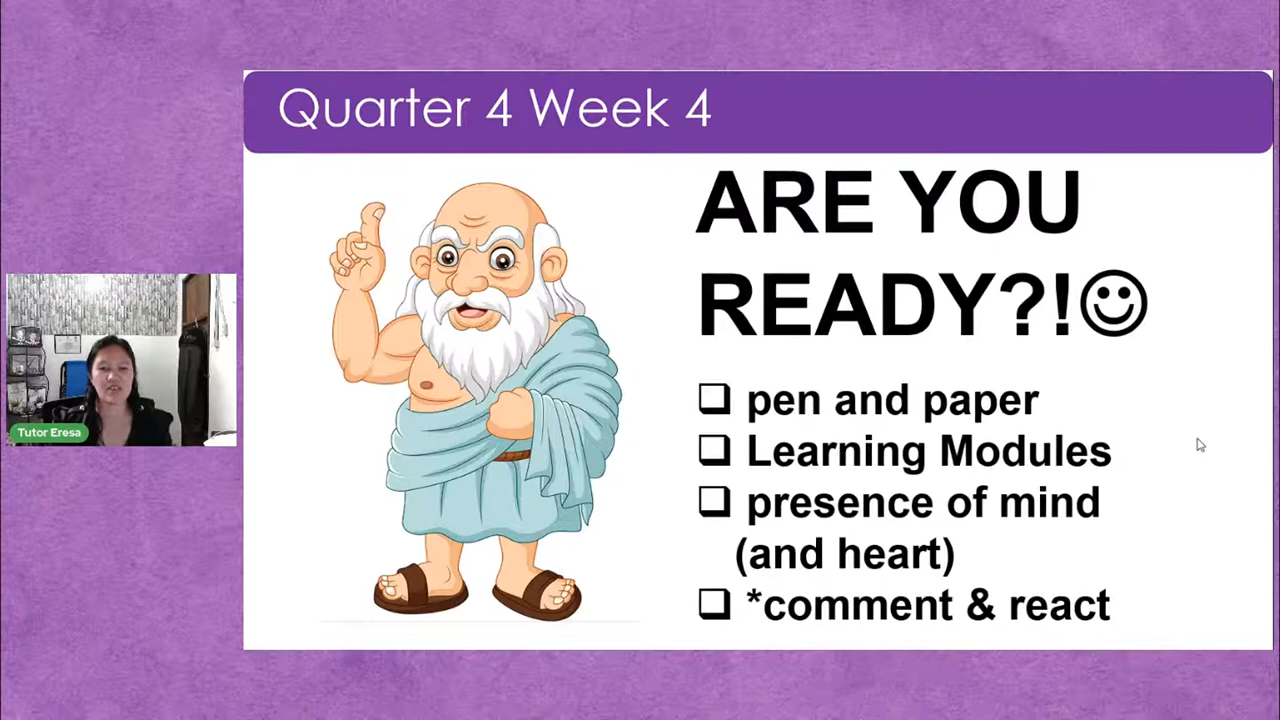 Quarter 4 Week 4
ARE YOU
READY?!☺
❑ pen and paper
❑ Learning Modules
❑ presence of mind
(and heart)
❑ *comment & react
Tutor Eresa